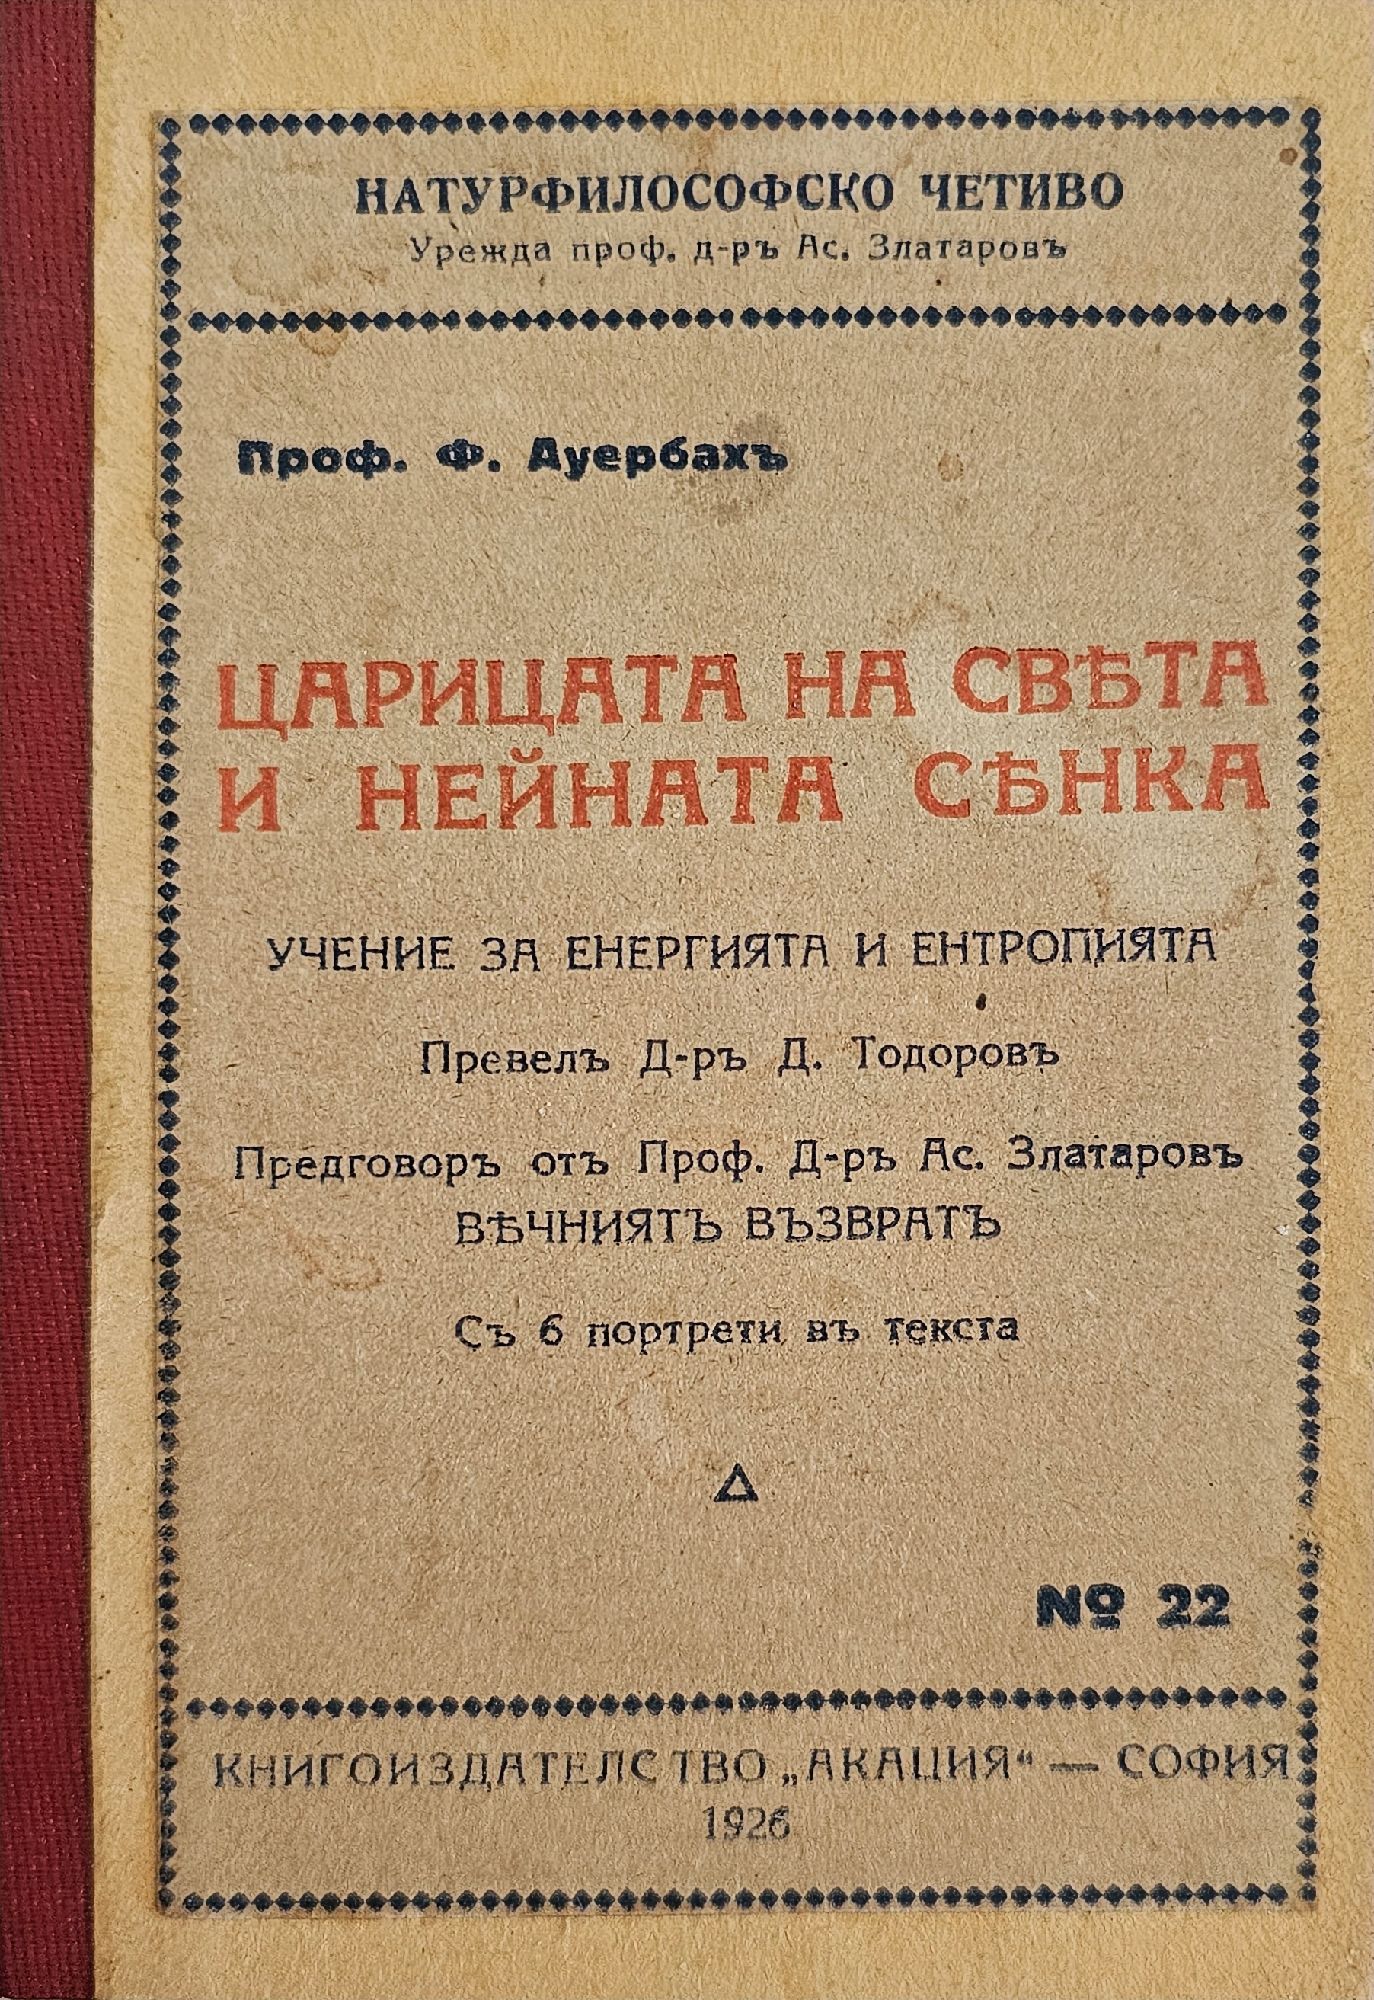 НАТУРФИЛОСОФСКО ЧЕТИВО
Урежда проф. д-ръ Ас. Златаровъ
Проф. Ф. Ауербахъ
ЦАРИЦАТА НА СВѢТА
И НЕЙНАТА СѢНКА
УЧЕНИЕ ЗА ЕНЕРГИЯТА И ЕНТРОПИЯТА
Превелъ Д-ръ Д. Тодоровъ
Предговоръ отъ Проф. Д-ръ Ас. Златаровъ
ВѢЧНИЯТЪ ВЪЗВРАТЪ
Съ 6 портрети въ текста
№ 22
КНИГОИЗДАТЕЛСТВО „АКАЦИЯ“ — СОФИЯ
1926